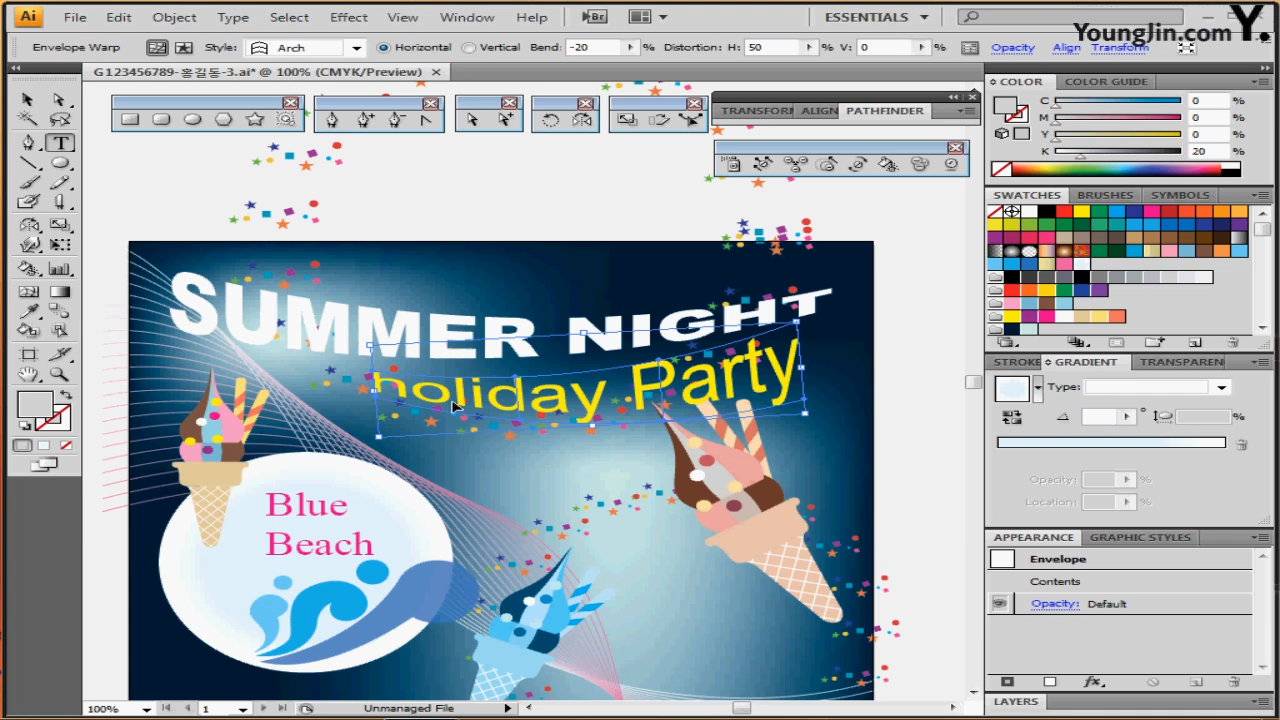 Ai File Edit Object Type Select Effect View Window Help Br ESSENTIALS
YoungJin.com Y.
Envelope Warp Style: Arch Horizontal Vertical Bend: -20 % Distortion: H: 50 % V: 0 % Opacity Align Transform
G123456789-홍길동-3.ai* @ 100% (CMYK/Preview)
TRANSFORM ALIGN PATHFINDER
COLOR COLOR GUIDE
C 0 %
M 0 %
Y 0 %
K 20 %
SWATCHES BRUSHES SYMBOLS
SUMMER NIGHT
holiday Party
Blue
Beach
STROKE GRADIENT TRANSPAREN
Type:
%
Opacity: %
Location: %
APPEARANCE GRAPHIC STYLES
Envelope
Contents
Opacity: Default
LAYERS
100% 1 Unmanaged File